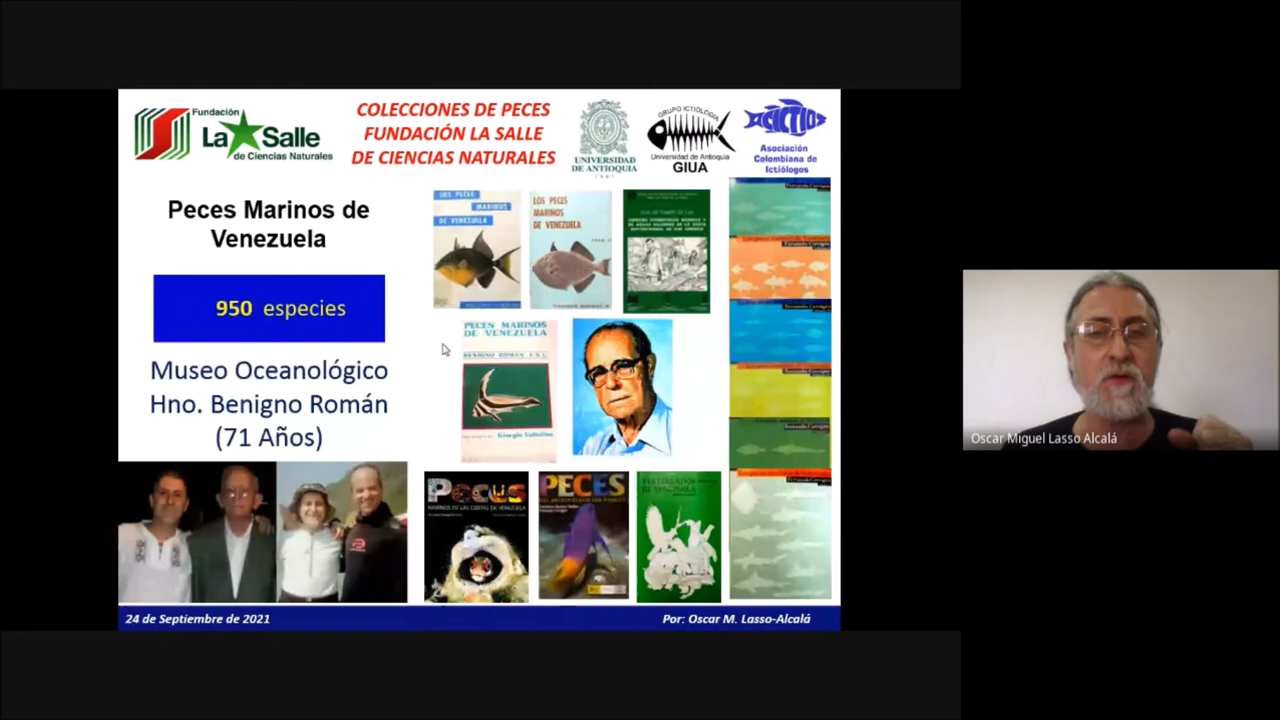 Fundación
La Salle
de Ciencias Naturales
COLECCIONES DE PECES
FUNDACIÓN LA SALLE
DE CIENCIAS NATURALES
UNIVERSIDAD
DE ANTIOQUIA
GRUPO ICTIOLOGÍA
Universidad de Antioquia
GIUA
Asociación
Colombiana de
Ictiólogos
Peces Marinos de
Venezuela
950 especies
Museo Oceanológico
Hno. Benigno Román
(71 Años)
LOS PECES
MARINOS
DE VENEZUELA
LOS PECES
MARINOS
DE VENEZUELA
PECES MARINOS
DE VENEZUELA
BENIGNO ROMAN
Peces
MARINOS DE LAS COSTAS DE VENEZUELA
PECES
DE VENEZUELA
24 de Septiembre de 2021
Por: Oscar M. Lasso-Alcalá
Oscar Miguel Lasso Alcalá